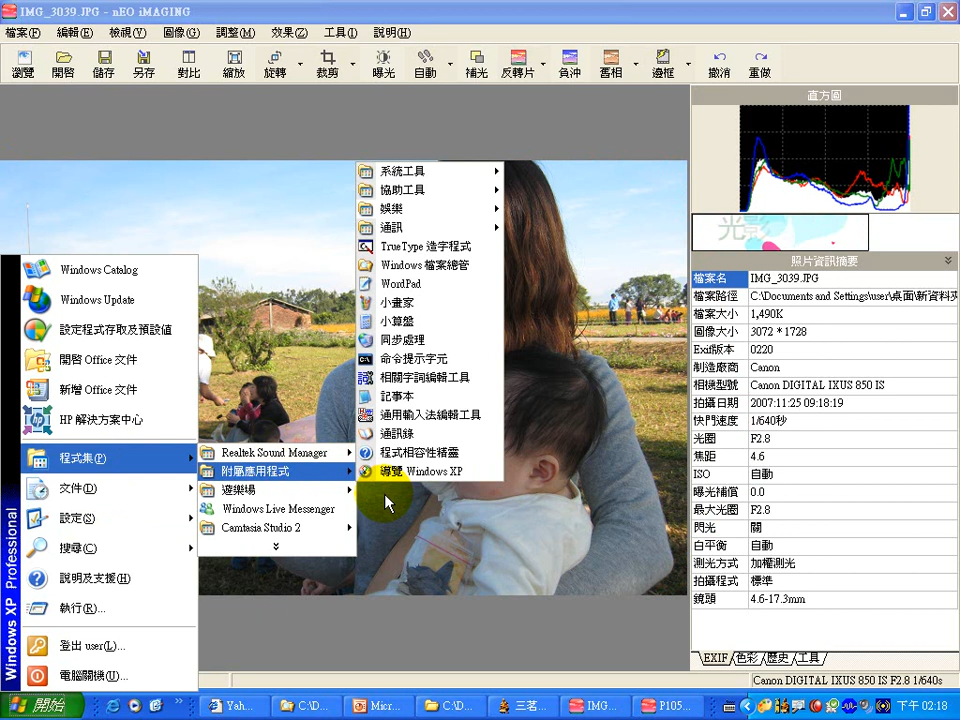 IMG_3039.JPG - nEO iMAGING
檔案(F) 編輯(E) 檢視(V) 圖像(G) 調整(M) 效果(Z) 工具(I) 說明(H)
瀏覽 開啓 儲存 另存 對比 縮放 旋轉 裁剪 曝光 自動 補光 反轉片 負沖 舊相 邊框 撤消 重做
直方圖
光影
照片資訊摘要
檔案名 IMG_3039.JPG
檔案路徑 C:\Documents and Settings\user\桌面\新資料夾
檔案大小 1,490K
圖像大小 3072 * 1728
Exif版本 0220
制造廠商 Canon
相機型號 Canon DIGITAL IXUS 850 IS
拍攝日期 2007:11:25 09:18:19
快門速度 1/640秒
光圈 F2.8
焦距 4.6
ISO 自動
曝光補償 0.0
最大光圈 F2.8
閃光 關
白平衡 自動
測光方式 加權測光
拍攝程式 標準
鏡頭 4.6-17.3mm
EXIF 色彩 歷史 工具
Canon DIGITAL IXUS 850 IS F2.8 1/640s
Windows Catalog
Windows Update
設定程式存取及預設值
開啓 Office 文件
新增 Office 文件
HP 解決方案中心
程式集(P)
文件(D)
設定(S)
搜尋(C)
說明及支援(H)
執行(R)...
登出 user(L)...
電腦關機(U)...
Windows XP Professional
Realtek Sound Manager
附屬應用程式
遊樂場
Windows Live Messenger
Camtasia Studio 2
系統工具
協助工具
娛樂
通訊
TrueType 造字程式
Windows 檔案總管
WordPad
小畫家
小算盤
同步處理
命令提示字元
相關字詞編輯工具
記事本
通用輸入法編輯工具
通訊錄
程式相容性精靈
導覽 Windows XP
開始 Yah... C:\D... Micr... C:\D... 三茗... IMG... P105... 下午 02:18